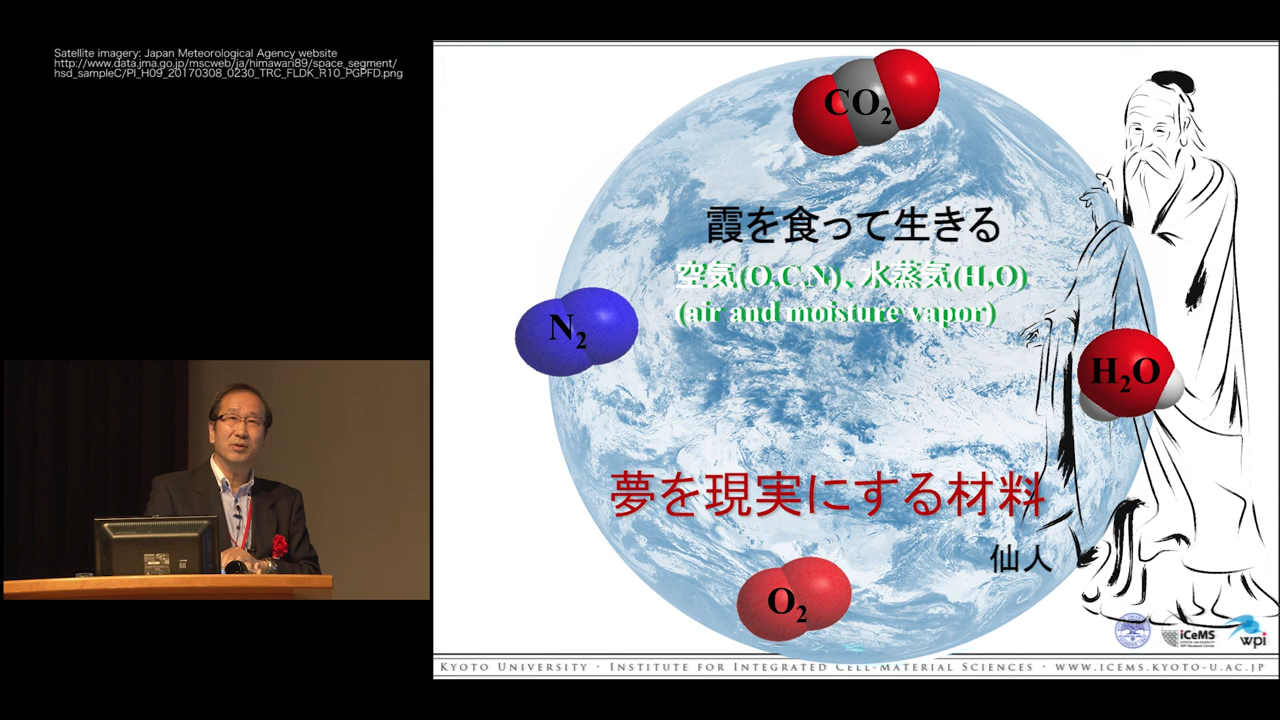 Satellite imagery: Japan Meteorological Agency website
http://www.data.jma.go.jp/mscweb/ja/himawari89/space_segment/
hsd_sampleC/PI_H09_20170308_0230_TRC_FLDK_R10_PGPFD.png
CO2
霞を食って生きる
空気(O,C,N)、水蒸気(H,O)
(air and moisture vapor)
N2
H2O
夢を現実にする材料
仙人
O2
iCeMS
wpi
KYOTO UNIVERSITY · INSTITUTE FOR INTEGRATED CELL-MATERIAL SCIENCES · WWW.ICEMS.KYOTO-U.AC.JP